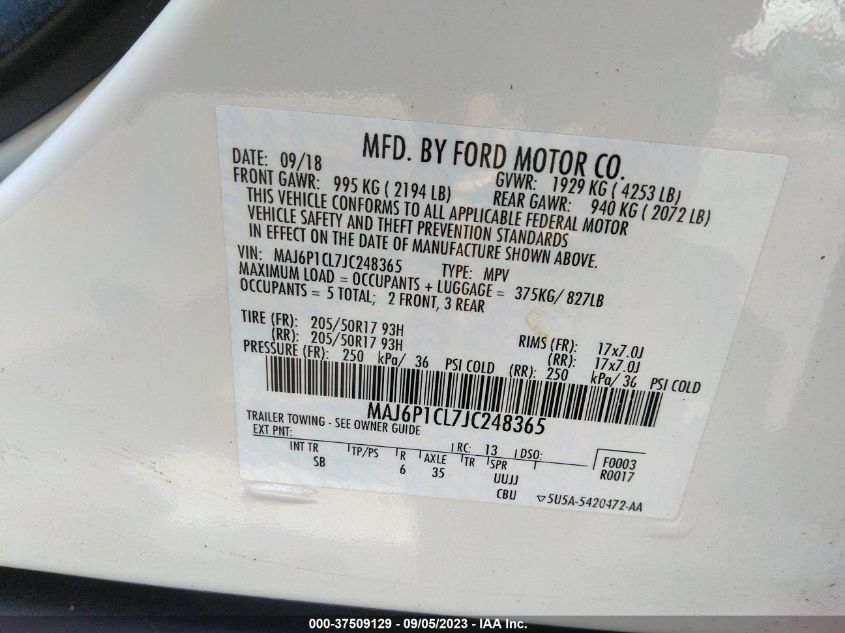 MFD. BY FORD MOTOR CO.
DATE: 09/18 GVWR: 1929 KG ( 4253 LB)
FRONT GAWR: 995 KG ( 2194 LB) REAR GAWR: 940 KG ( 2072 LB)
THIS VEHICLE CONFORMS TO ALL APPLICABLE FEDERAL MOTOR
VEHICLE SAFETY AND THEFT PREVENTION STANDARDS
IN EFFECT ON THE DATE OF MANUFACTURE SHOWN ABOVE.
VIN: MAJ6P1CL7JC248365 TYPE: MPV
MAXIMUM LOAD = OCCUPANTS + LUGGAGE = 375KG/ 827LB
OCCUPANTS = 5 TOTAL; 2 FRONT, 3 REAR
TIRE (FR): 205/50R17 93H RIMS (FR): 17x7.0J
(RR): 205/50R17 93H (RR): 17x7.0J
PRESSURE (FR): 250 kPa/ 36 PSI COLD (RR): 250 kPa/ 36 PSI COLD
MAJ6P1CL7JC248365
TRAILER TOWING - SEE OWNER GUIDE
EXT PNT: RC: 13 DSO: F0003
INT TR TP/PS R AXLE TR SPR R0017
SB 6 35 UUJJ
CBU 5U5A-5420472-AA
000-37509129 - 09/05/2023 - IAA Inc.